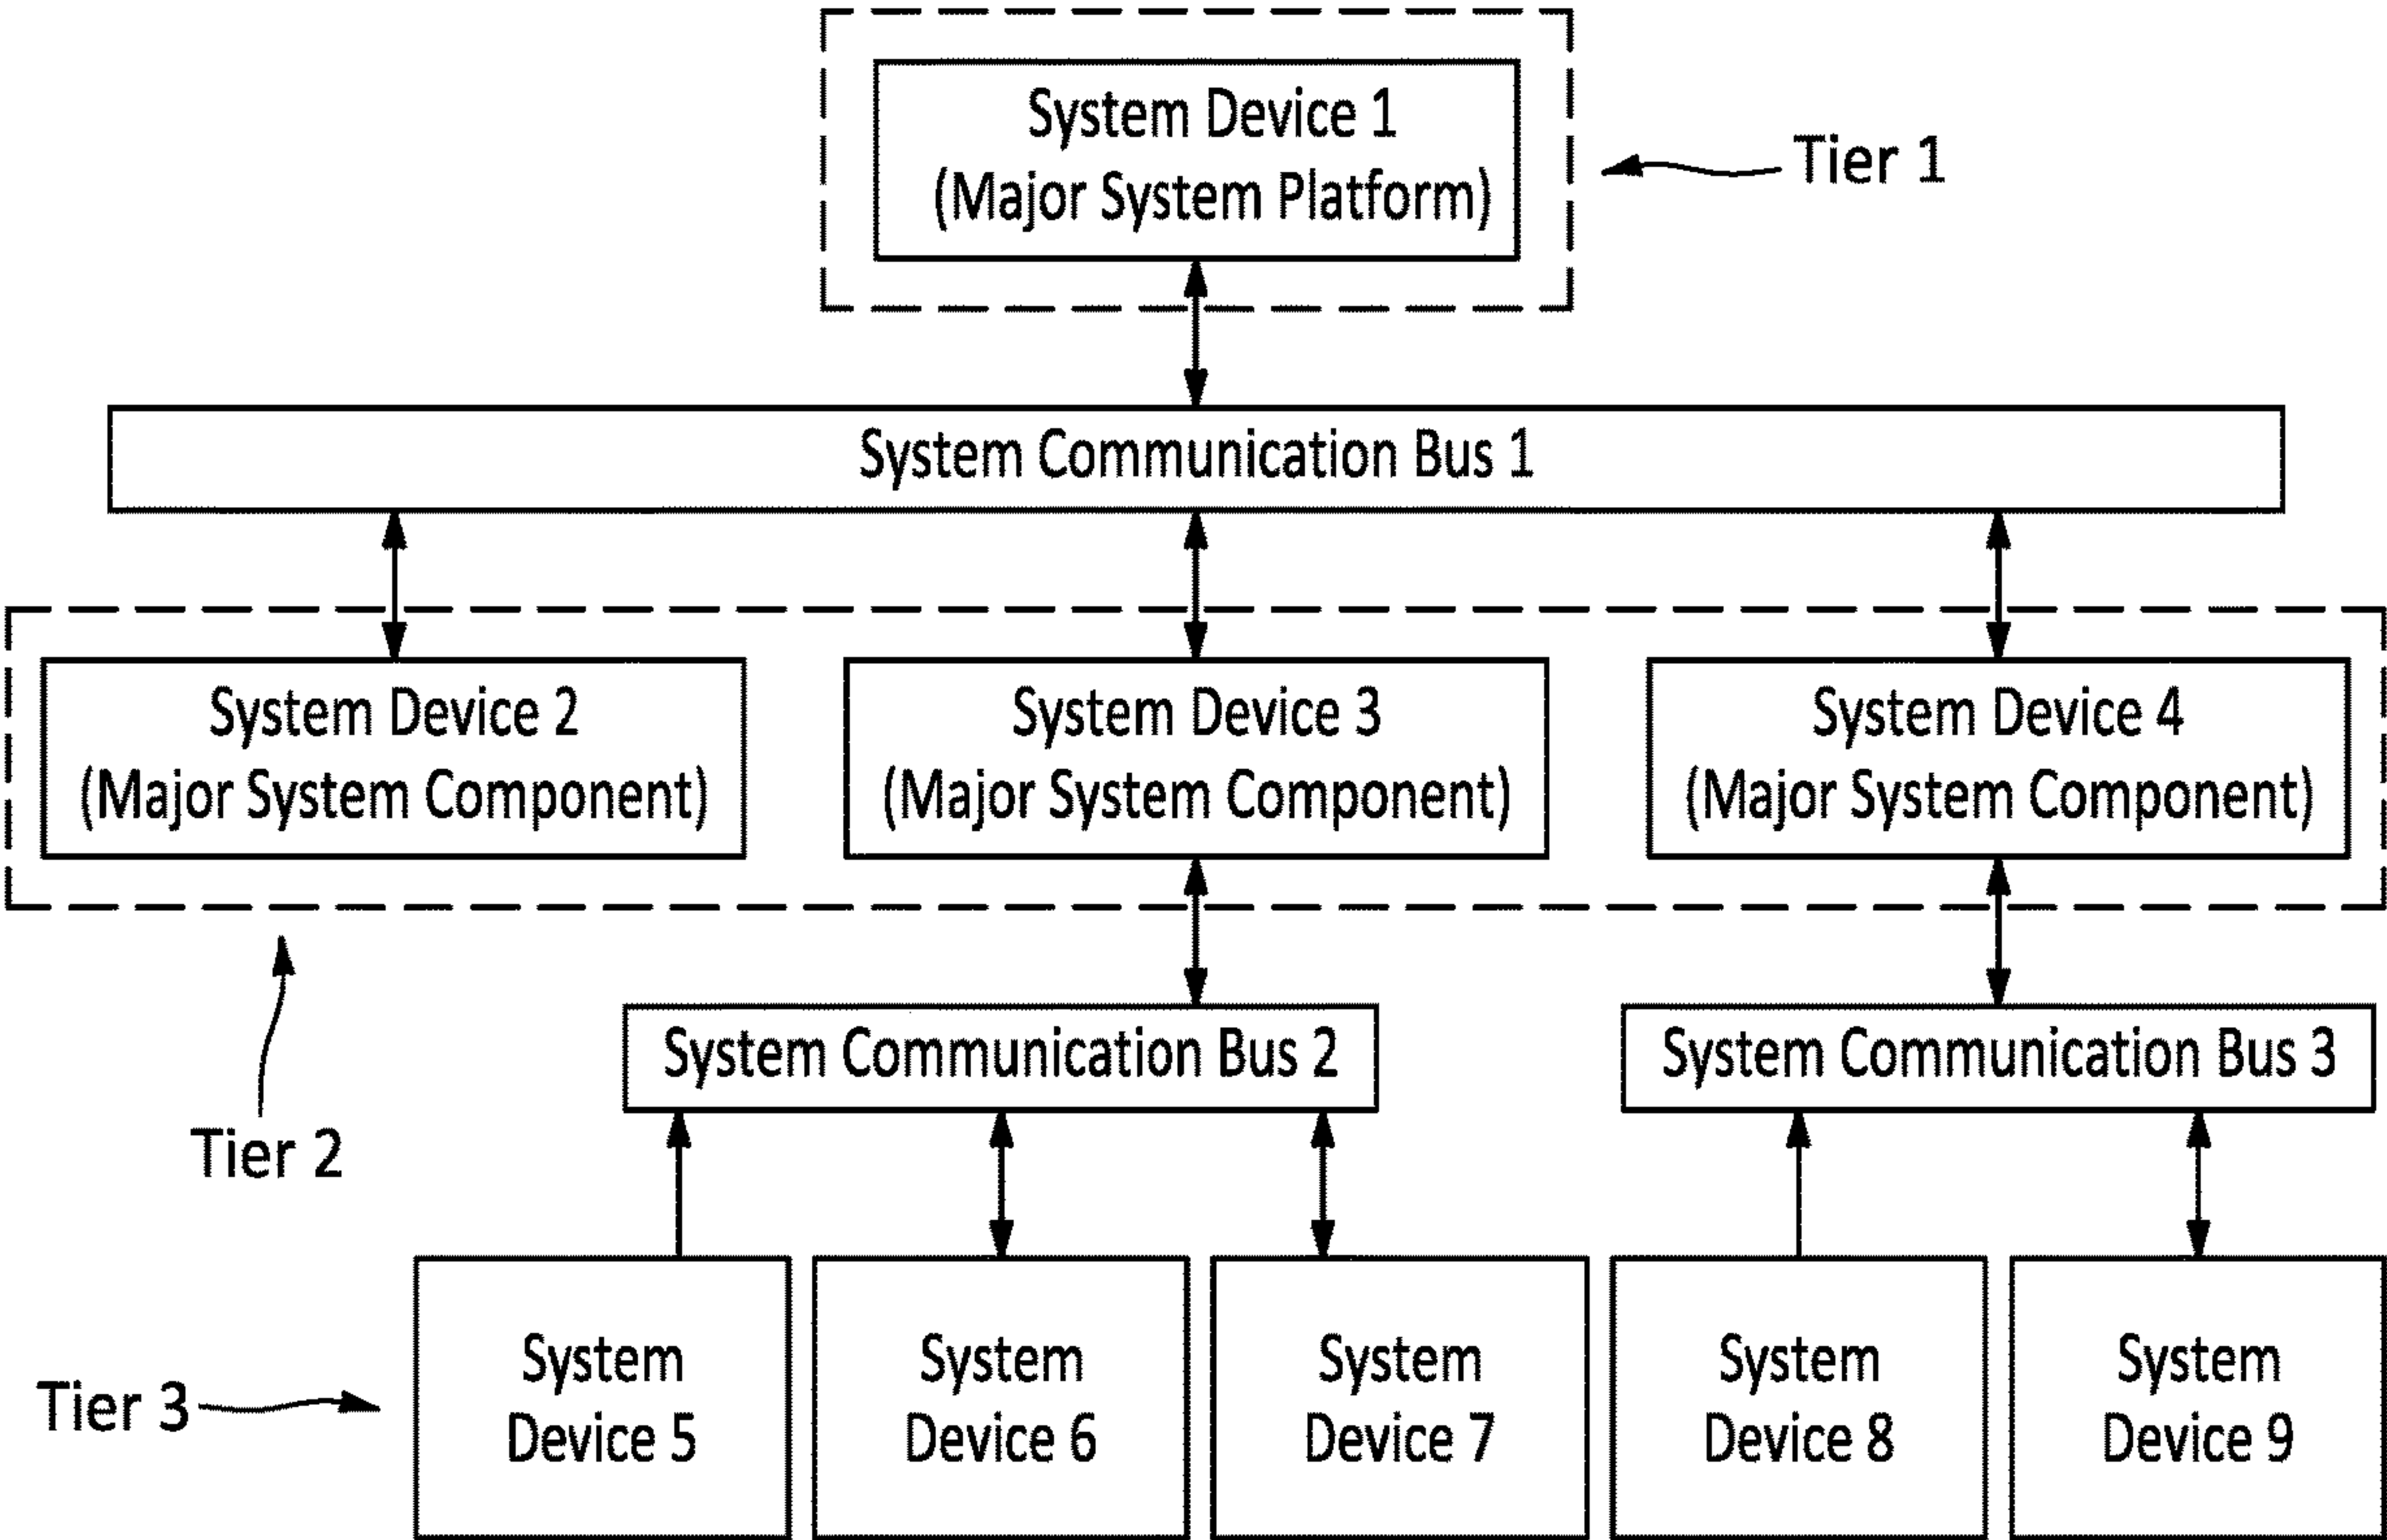 System Device 1
(Major System Platform)
Tier 1
System Communication Bus 1
System Device 2
(Major System Component)
System Device 3
(Major System Component)
System Device 4
(Major System Component)
Tier 2
System Communication Bus 2
System Communication Bus 3
Tier 3
System
Device 5
System
Device 6
System
Device 7
System
Device 8
System
Device 9